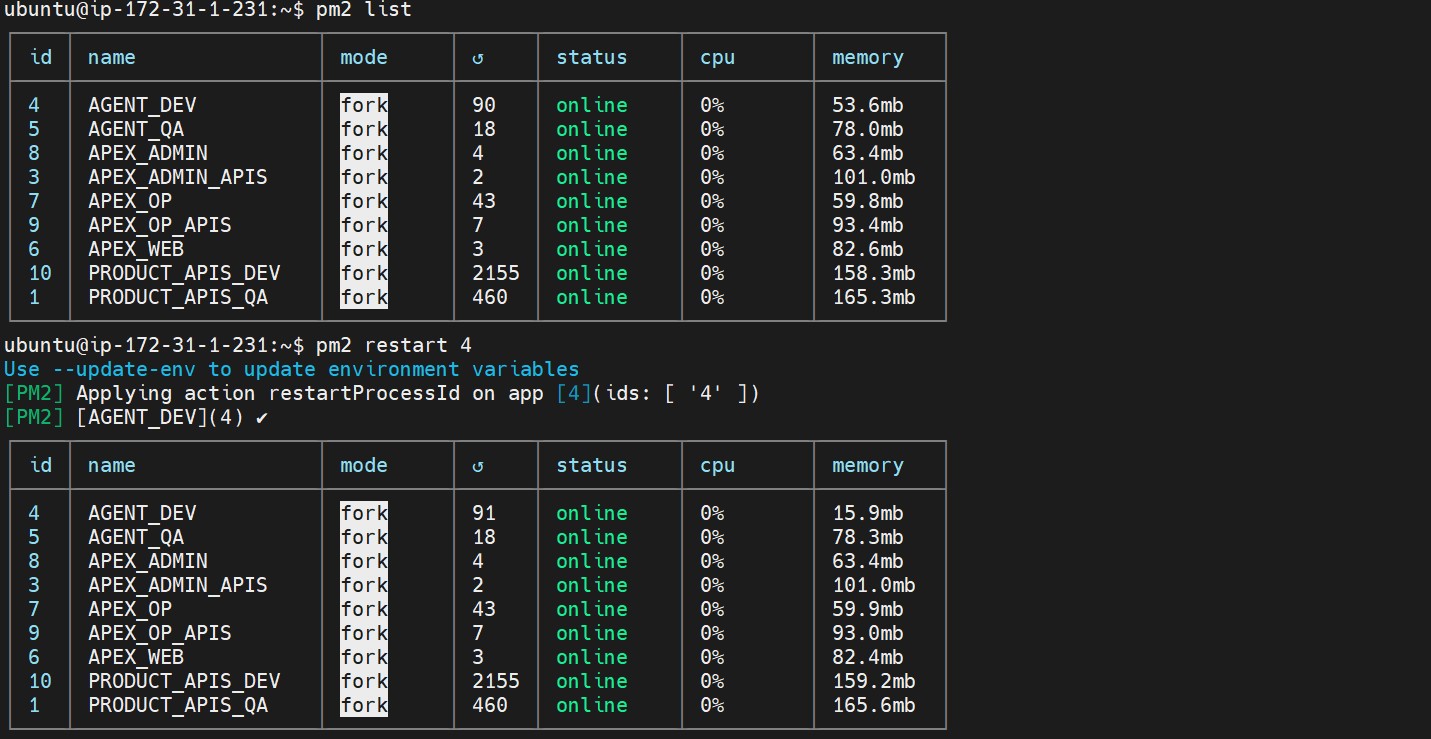 ubuntu@ip-172-31-1-231:~$ pm2 list
id name mode ↺ status cpu memory
4 AGENT_DEV fork 90 online 0% 53.6mb
5 AGENT_QA fork 18 online 0% 78.0mb
8 APEX_ADMIN fork 4 online 0% 63.4mb
3 APEX_ADMIN_APIS fork 2 online 0% 101.0mb
7 APEX_OP fork 43 online 0% 59.8mb
9 APEX_OP_APIS fork 7 online 0% 93.4mb
6 APEX_WEB fork 3 online 0% 82.6mb
10 PRODUCT_APIS_DEV fork 2155 online 0% 158.3mb
1 PRODUCT_APIS_QA fork 460 online 0% 165.3mb
ubuntu@ip-172-31-1-231:~$ pm2 restart 4
Use --update-env to update environment variables
[PM2] Applying action restartProcessId on app [4](ids: [ '4' ])
[PM2] [AGENT_DEV](4) ✔
id name mode ↺ status cpu memory
4 AGENT_DEV fork 91 online 0% 15.9mb
5 AGENT_QA fork 18 online 0% 78.3mb
8 APEX_ADMIN fork 4 online 0% 63.4mb
3 APEX_ADMIN_APIS fork 2 online 0% 101.0mb
7 APEX_OP fork 43 online 0% 59.9mb
9 APEX_OP_APIS fork 7 online 0% 93.0mb
6 APEX_WEB fork 3 online 0% 82.4mb
10 PRODUCT_APIS_DEV fork 2155 online 0% 159.2mb
1 PRODUCT_APIS_QA fork 460 online 0% 165.6mb